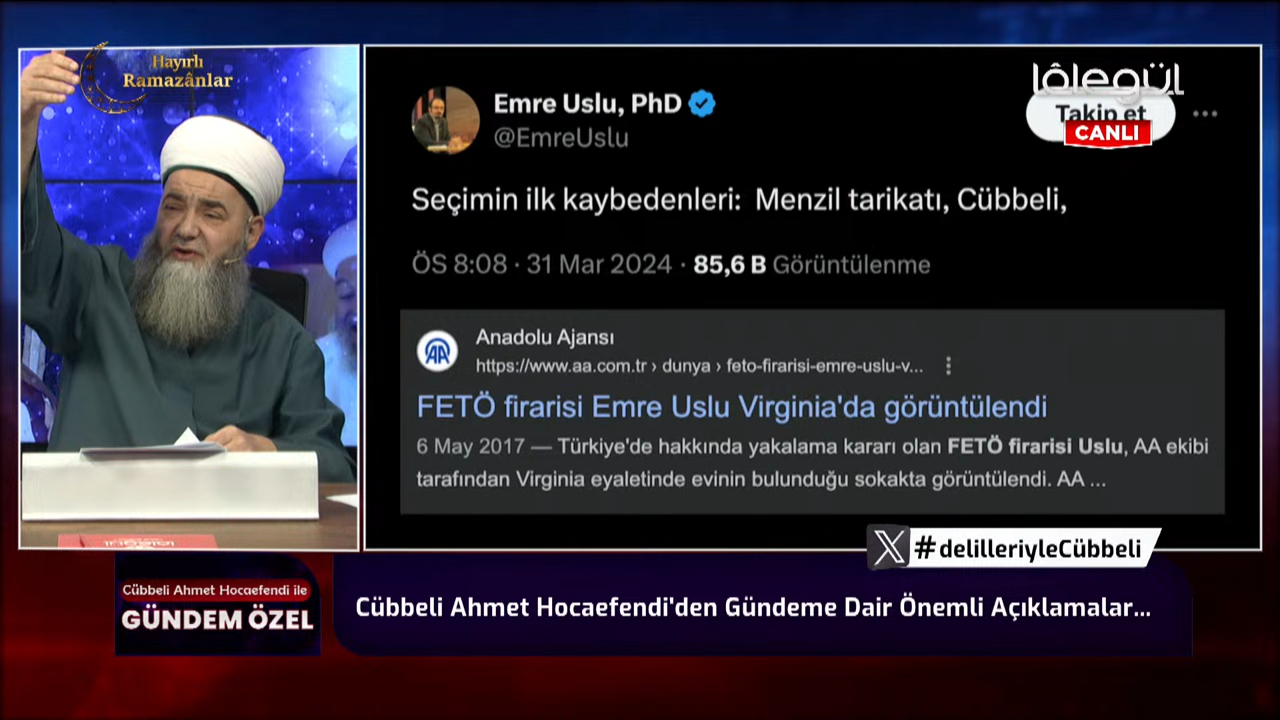 Hayırlı
Ramazânlar
lâlegül
CANLI
Emre Uslu, PhD
@EmreUslu
Takip et
Seçimin ilk kaybedenleri:  Menzil tarikatı, Cübbeli,
ÖS 8:08 · 31 Mar 2024 · 85,6 B Görüntülenme
AA
Anadolu Ajansı
https://www.aa.com.tr › dunya › feto-firarisi-emre-uslu-v...
FETÖ firarisi Emre Uslu Virginia'da görüntülendi
6 May 2017 — Türkiye'de hakkında yakalama kararı olan FETÖ firarisi Uslu, AA ekibi
tarafından Virginia eyaletinde evinin bulunduğu sokakta görüntülendi. AA ...
X #delilleriyleCübbeli
Cübbeli Ahmet Hocaefendi ile
GÜNDEM ÖZEL
Cübbeli Ahmet Hocaefendi'den Gündeme Dair Önemli Açıklamalar...